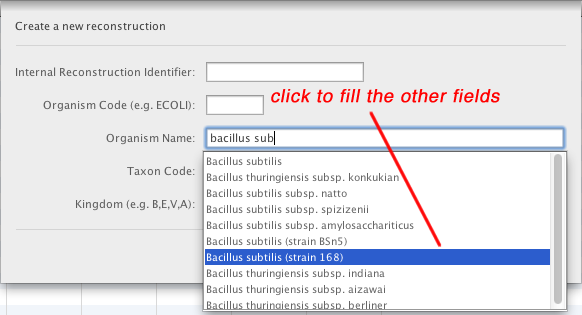 Create a new reconstruction
Internal Reconstruction Identifier:
Organism Code (e.g. ECOLI):
click to fill the other fields
Organism Name:
bacillus sub
Taxon Code:
Kingdom (e.g. B,E,V,A):
Bacillus subtilis
Bacillus thuringiensis subsp. konkukian
Bacillus subtilis subsp. natto
Bacillus subtilis subsp. spizizenii
Bacillus subtilis subsp. amylosacchariticus
Bacillus subtilis (strain BSn5)
Bacillus subtilis (strain 168)
Bacillus thuringiensis subsp. indiana
Bacillus thuringiensis subsp. aizawai
Bacillus thuringiensis subsp. berliner